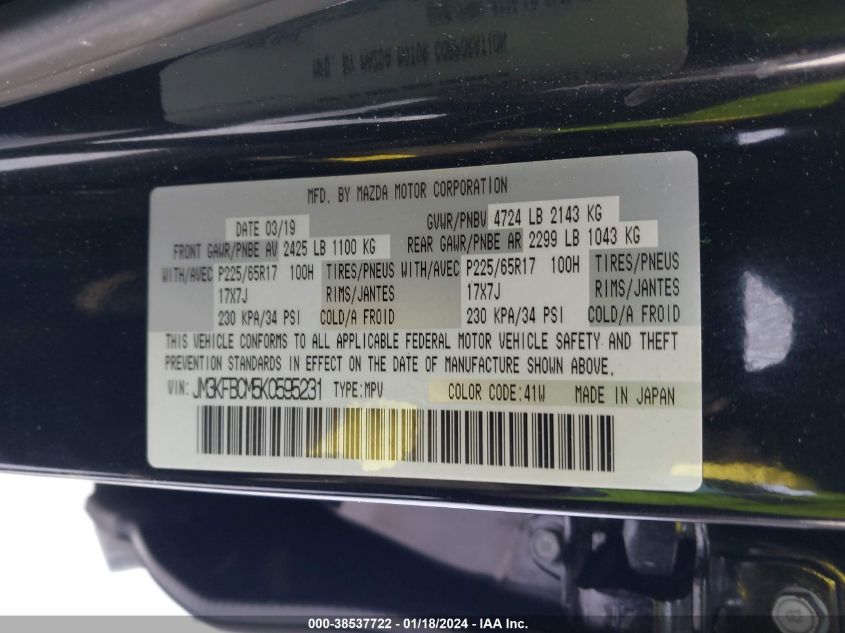 MFD. BY MAZDA MOTOR CORPORATION
DATE 03/19 GVWR/PNBV 4724 LB 2143 KG
FRONT GAWR/PNBE AV 2425 LB 1100 KG REAR GAWR/PNBE AR 2299 LB 1043 KG
WITH/AVEC P225/65R17 100H TIRES/PNEUS WITH/AVEC P225/65R17 100H TIRES/PNEUS
17X7J RIMS/JANTES 17X7J RIMS/JANTES
230 KPA/34 PSI COLD/A FROID 230 KPA/34 PSI COLD/A FROID
THIS VEHICLE CONFORMS TO ALL APPLICABLE FEDERAL MOTOR VEHICLE SAFETY AND THEFT
PREVENTION STANDARDS IN EFFECT ON THE DATE OF MANUFACTURE SHOWN ABOVE.
VIN: JM3KFBCM5K0595231 TYPE:MPV COLOR CODE:41W MADE IN JAPAN
000-38537722 - 01/18/2024 - IAA Inc.